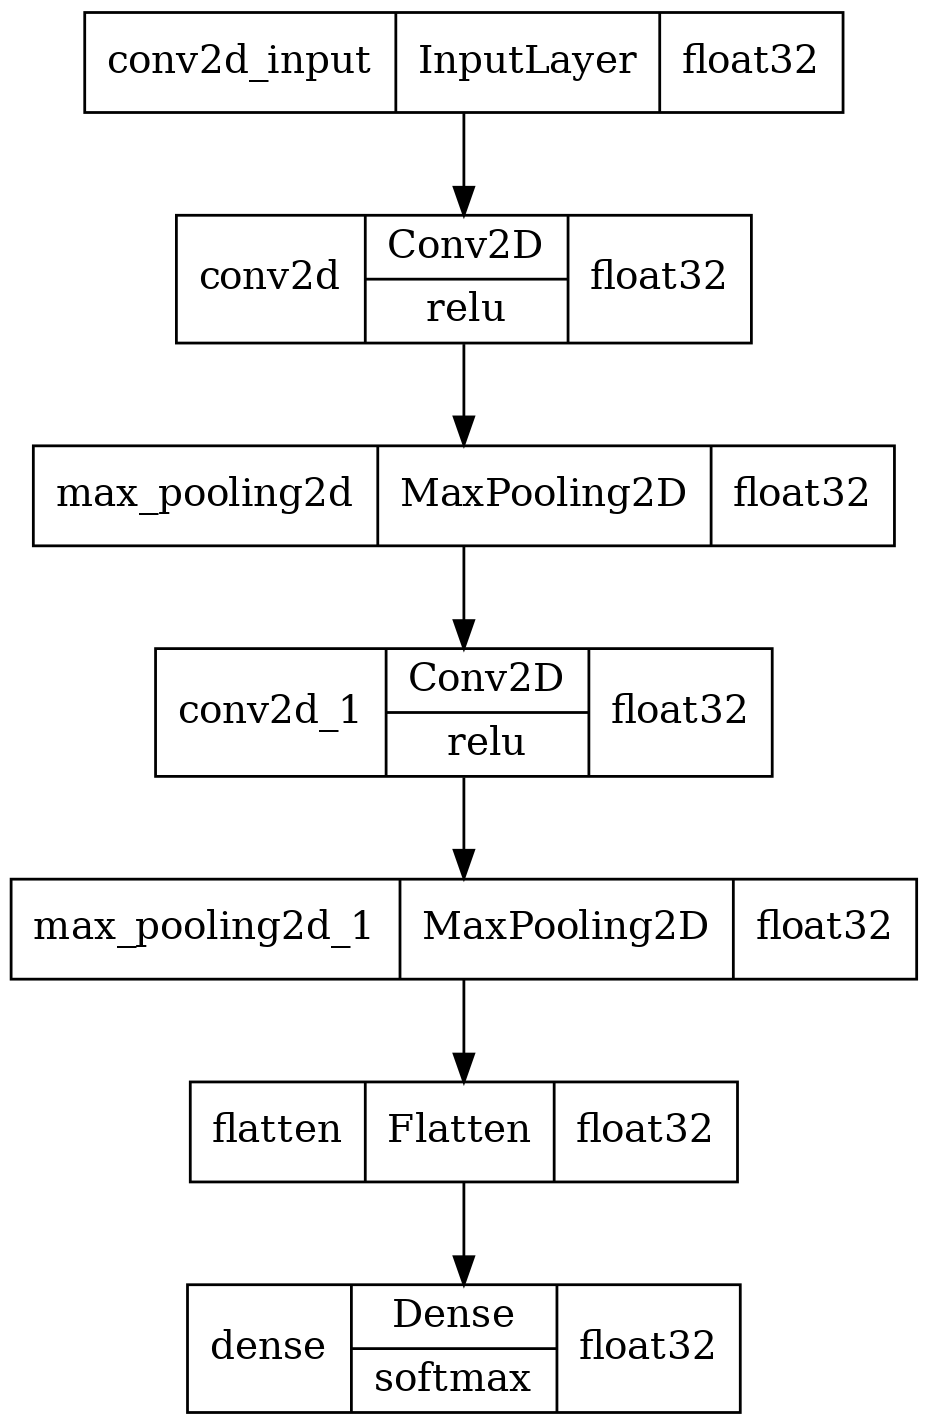 conv2d_input InputLayer float32
conv2d Conv2D relu float32
max_pooling2d MaxPooling2D float32
conv2d_1 Conv2D relu float32
max_pooling2d_1 MaxPooling2D float32
flatten Flatten float32
dense Dense softmax float32